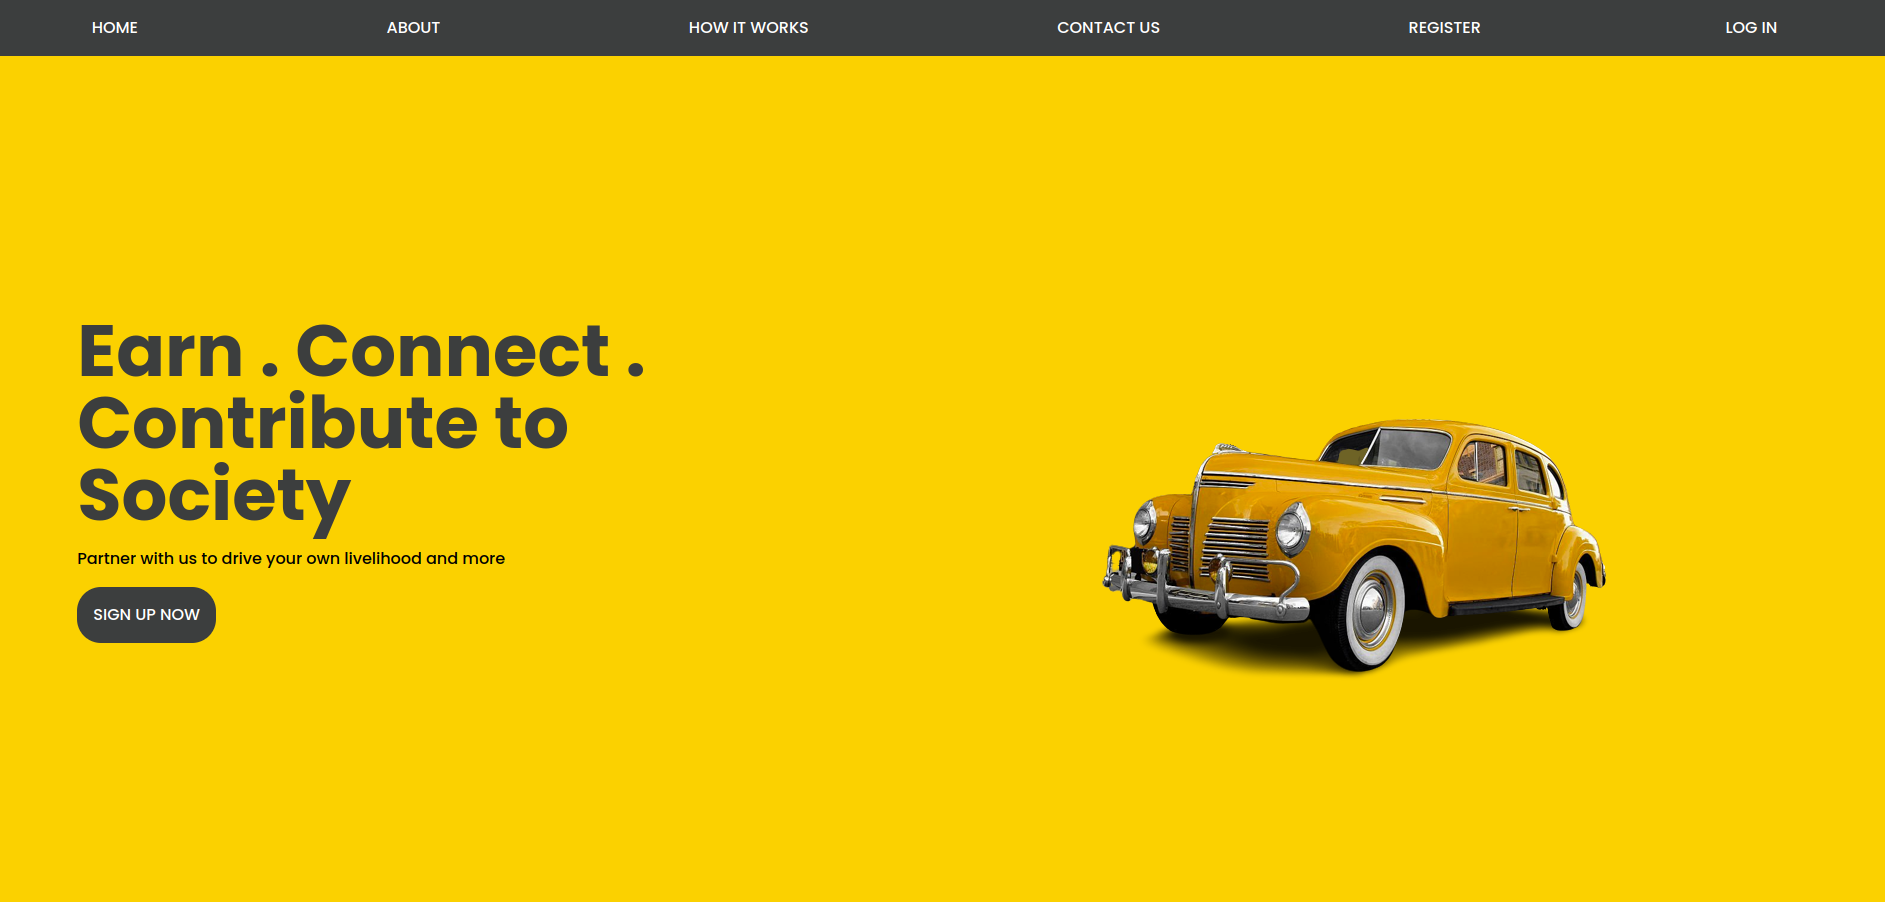 HOME ABOUT HOW IT WORKS CONTACT US REGISTER LOG IN
Earn . Connect .
Contribute to
Society
Partner with us to drive your own livelihood and more
SIGN UP NOW